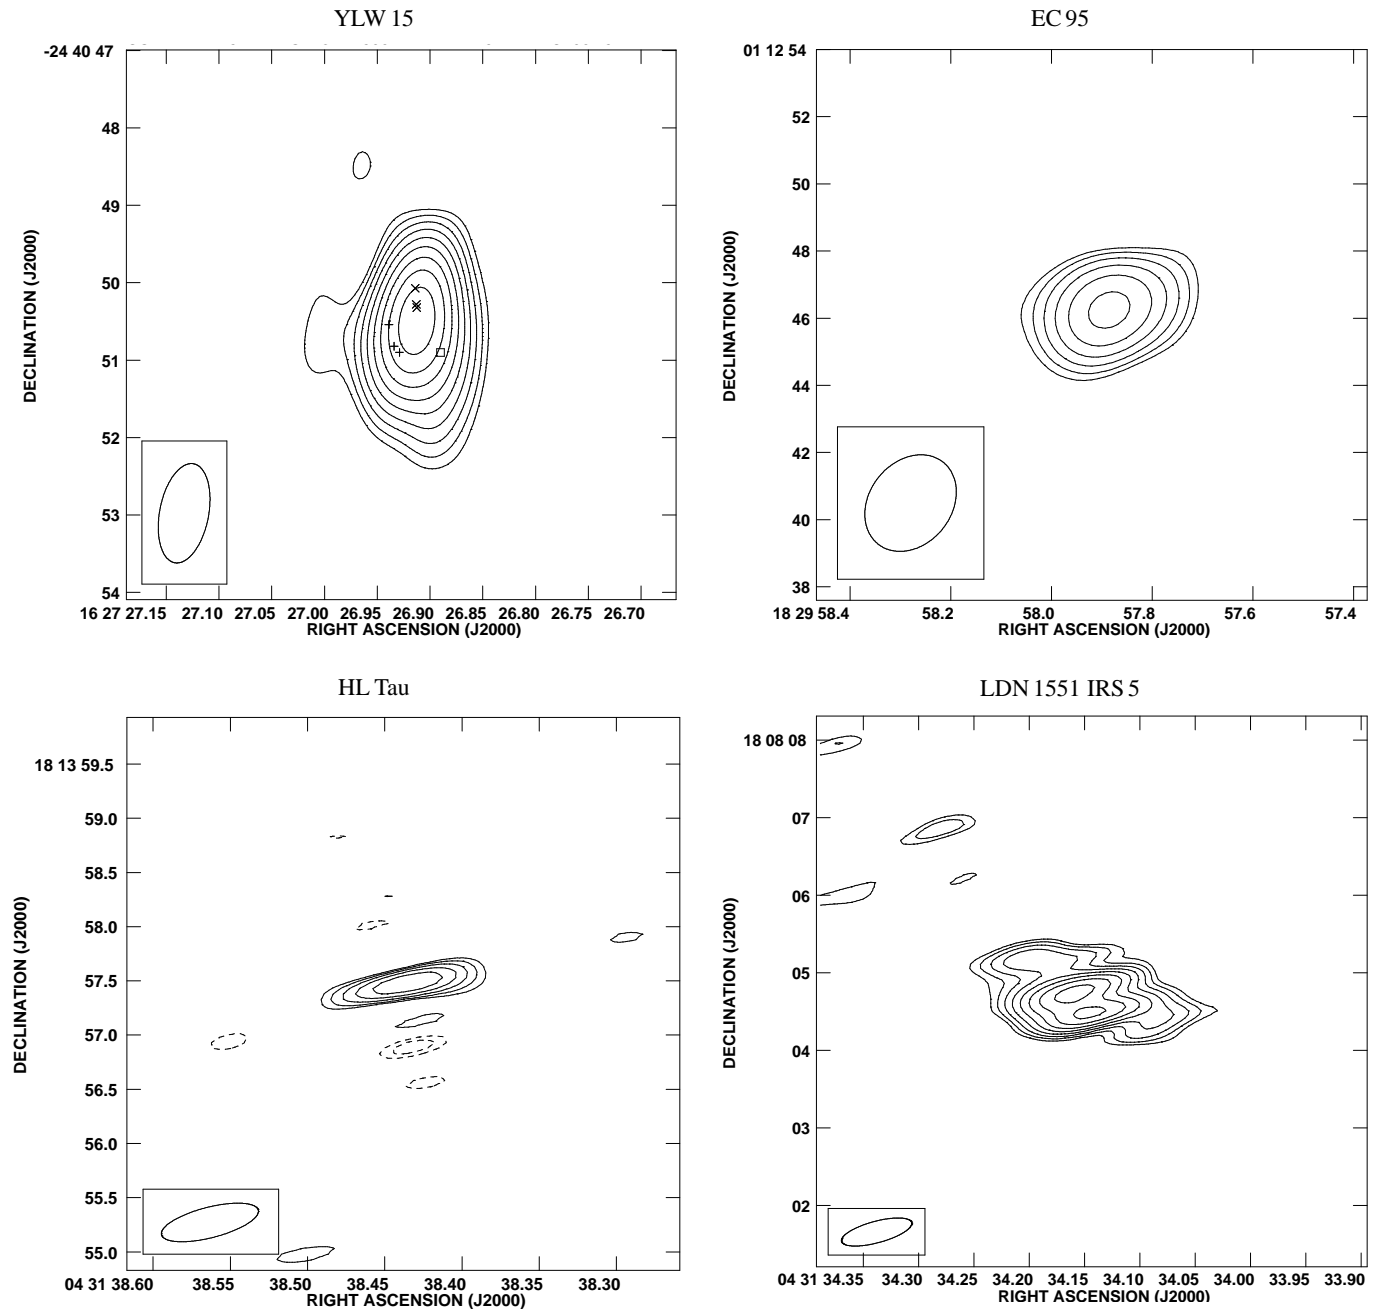 YLW 15
-24 40 47
48
49
50
51
52
53
54
DECLINATION (J2000)
16 27 27.15 27.10 27.05 27.00 26.95 26.90 26.85 26.80 26.75 26.70
RIGHT ASCENSION (J2000)
EC 95
01 12 54
52
50
48
46
44
42
40
38
DECLINATION (J2000)
18 29 58.4 58.2 58.0 57.8 57.6 57.4
RIGHT ASCENSION (J2000)
HL Tau
18 13 59.5
59.0
58.5
58.0
57.5
57.0
56.5
56.0
55.5
55.0
DECLINATION (J2000)
04 31 38.60 38.55 38.50 38.45 38.40 38.35 38.30
RIGHT ASCENSION (J2000)
LDN 1551 IRS 5
18 08 08
07
06
05
04
03
02
DECLINATION (J2000)
04 31 34.35 34.30 34.25 34.20 34.15 34.10 34.05 34.00 33.95 33.90
RIGHT ASCENSION (J2000)